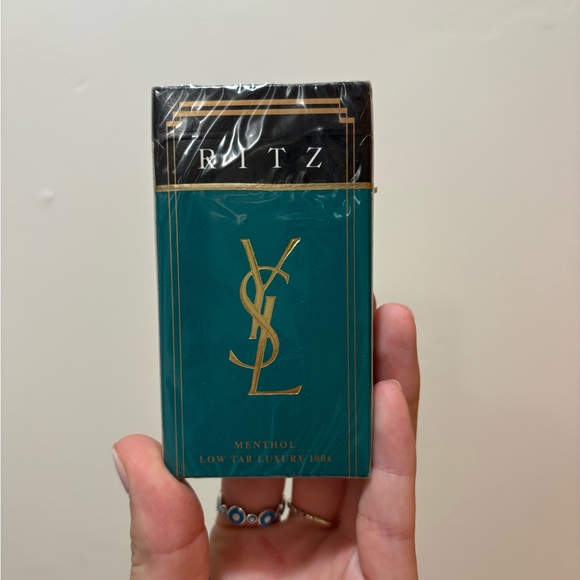 RITZ
YSL
MENTHOL
LOW TAR LUXURY 100s.